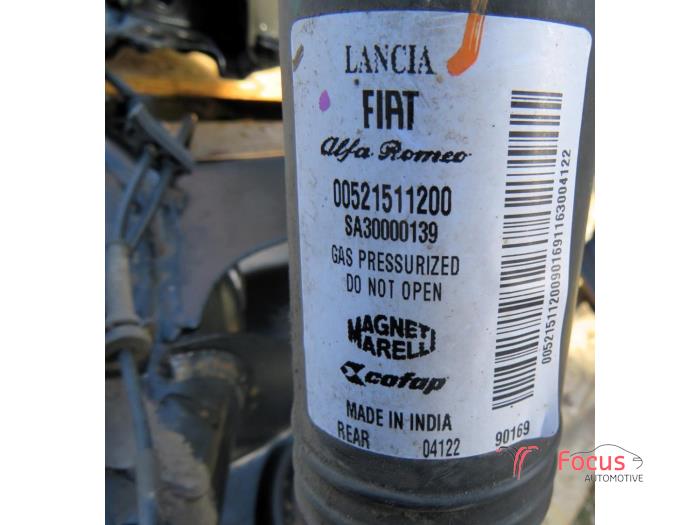 LANCIA
FIAT
Alfa Romeo
00521511200
SA30000139
GAS PRESSURIZED
DO NOT OPEN
MAGNETI
MARELLI
cofap
MADE IN INDIA
REAR 04122 90169
00521511200901691163004122
Focus
AUTOMOTIVE